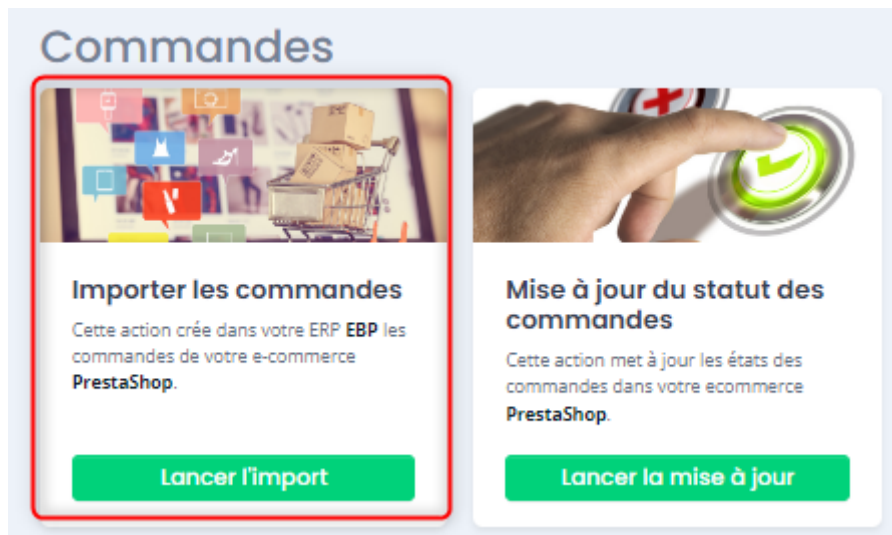 Commandes
Importer les commandes
Cette action crée dans votre ERP EBP les
commandes de votre e-commerce
PrestaShop.
Lancer l'import
Mise à jour du statut des
commandes
Cette action met à jour les états des
commandes dans votre ecommerce
PrestaShop.
Lancer la mise à jour